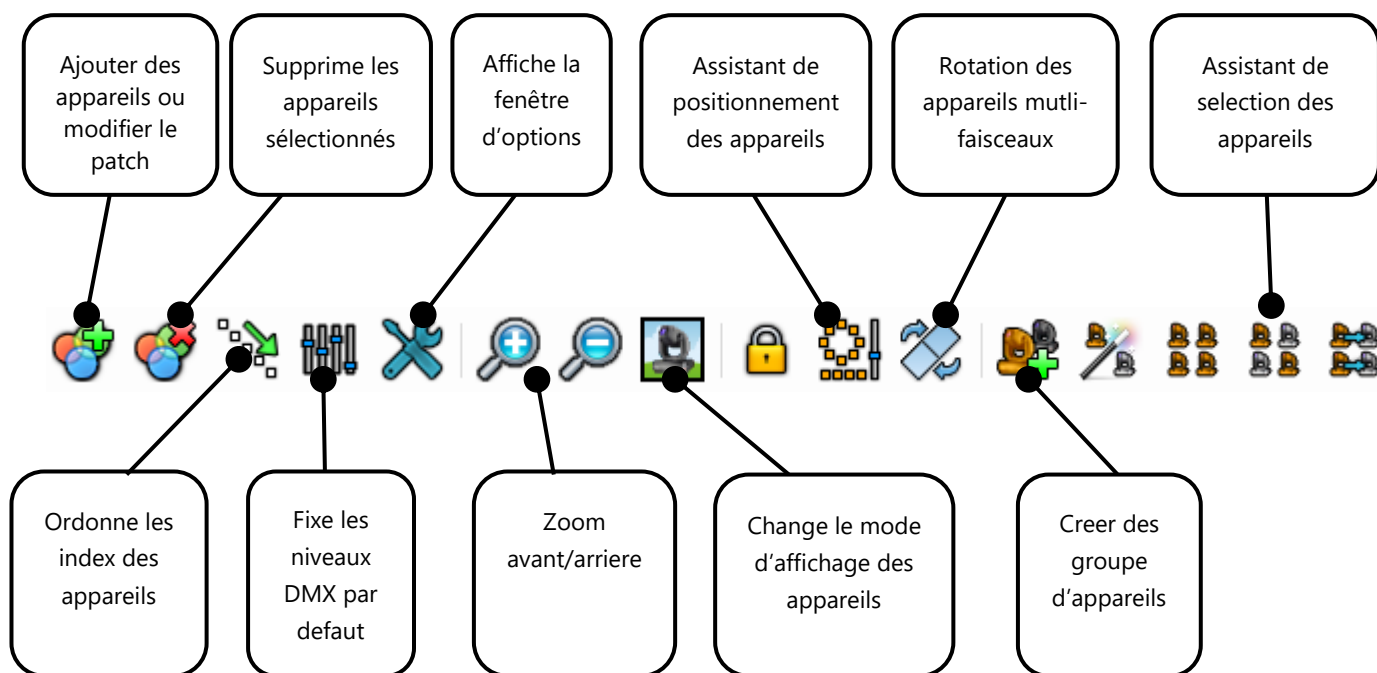 Ajouter des
appareils ou
modifier le
patch
Supprime les
appareils
sélectionnés
Affiche la
fenêtre
d'options
Assistant de
positionnement
des appareils
Rotation des
appareils mutli-
faisceaux
Assistant de
selection des
appareils
Ordonne les
index des
appareils
Fixe les
niveaux
DMX par
defaut
Zoom
avant/arriere
Change le mode
d'affichage des
appareils
Creer des
groupe
d'appareils